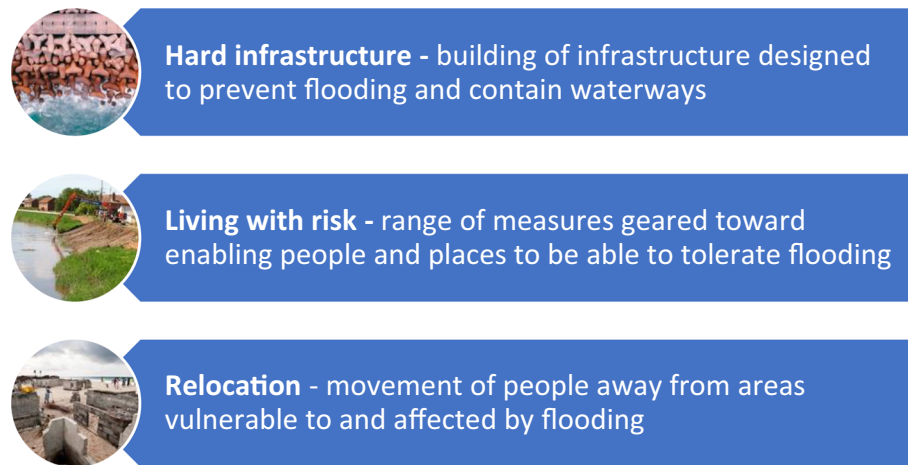 Hard infrastructure - building of infrastructure designed
to prevent flooding and contain waterways
Living with risk - range of measures geared toward
enabling people and places to be able to tolerate flooding
Relocation - movement of people away from areas
vulnerable to and affected by flooding